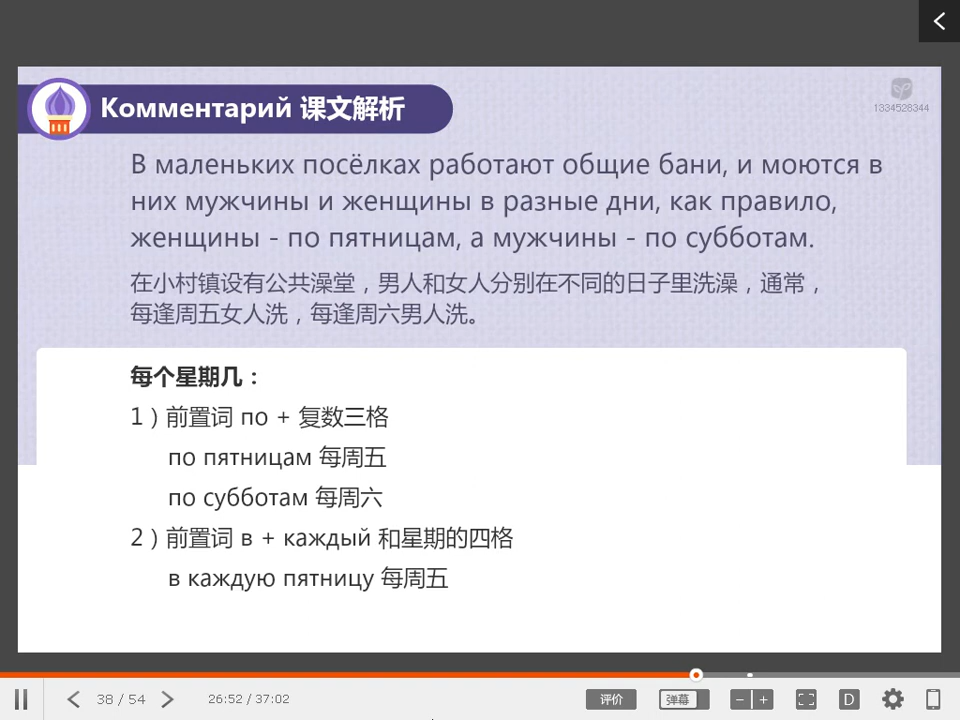 Комментарий 课文解析
1334528344
В маленьких посёлках работают общие бани, и моются в
них мужчины и женщины в разные дни, как правило,
женщины - по пятницам, а мужчины - по субботам.
在小村镇设有公共澡堂，男人和女人分别在不同的日子里洗澡，通常，
每逢周五女人洗，每逢周六男人洗。
每个星期几：
1）前置词 по + 复数三格
по пятницам 每周五
по субботам 每周六
2）前置词 в + каждый 和星期的四格
в каждую пятницу 每周五
38 / 54 26:52 / 37:02 评价 弹幕 − + D